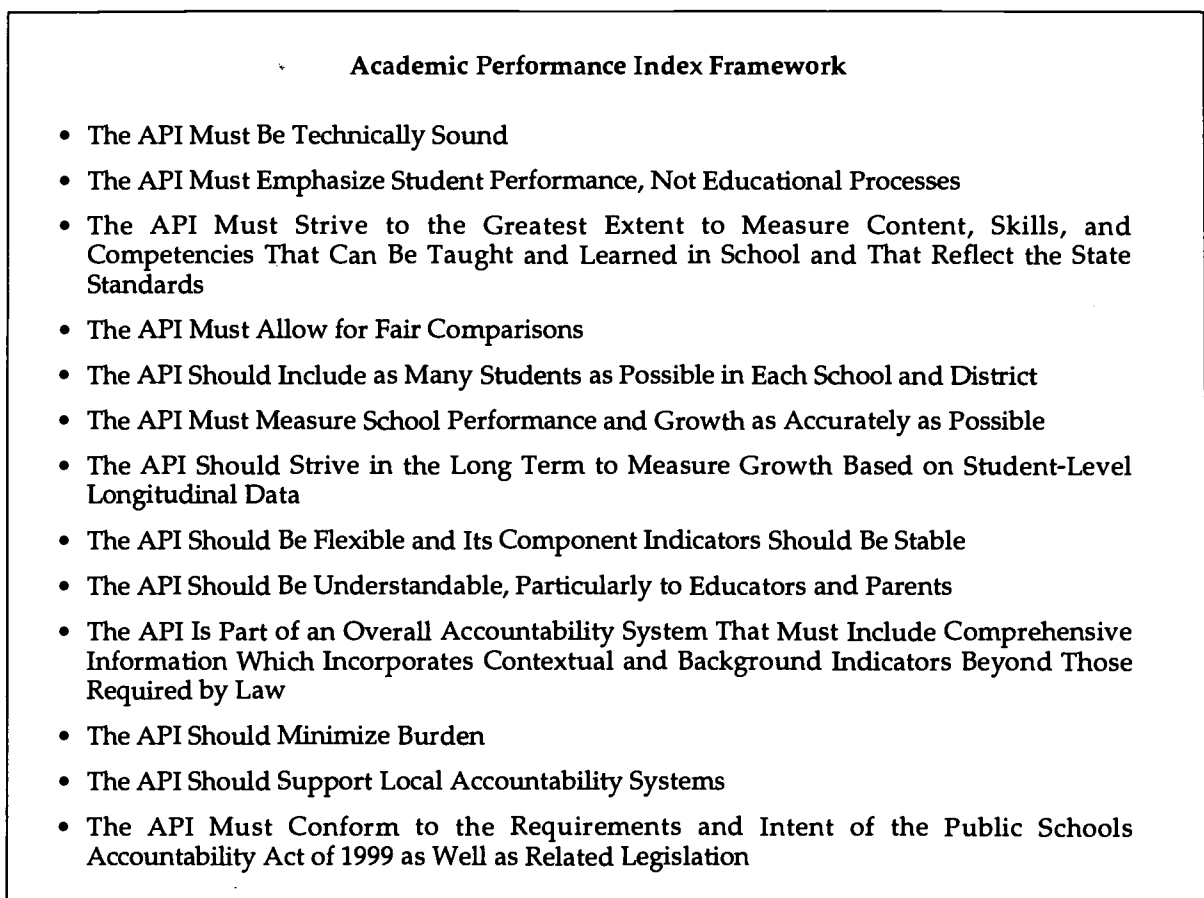 Academic Performance Index Framework
• The API Must Be Technically Sound
• The API Must Emphasize Student Performance, Not Educational Processes
• The API Must Strive to the Greatest Extent to Measure Content, Skills, and
Competencies That Can Be Taught and Learned in School and That Reflect the State
Standards
• The API Must Allow for Fair Comparisons
• The API Should Include as Many Students as Possible in Each School and District
• The API Must Measure School Performance and Growth as Accurately as Possible
• The API Should Strive in the Long Term to Measure Growth Based on Student-Level
Longitudinal Data
• The API Should Be Flexible and Its Component Indicators Should Be Stable
• The API Should Be Understandable, Particularly to Educators and Parents
• The API Is Part of an Overall Accountability System That Must Include Comprehensive
Information Which Incorporates Contextual and Background Indicators Beyond Those
Required by Law
• The API Should Minimize Burden
• The API Should Support Local Accountability Systems
• The API Must Conform to the Requirements and Intent of the Public Schools
Accountability Act of 1999 as Well as Related Legislation